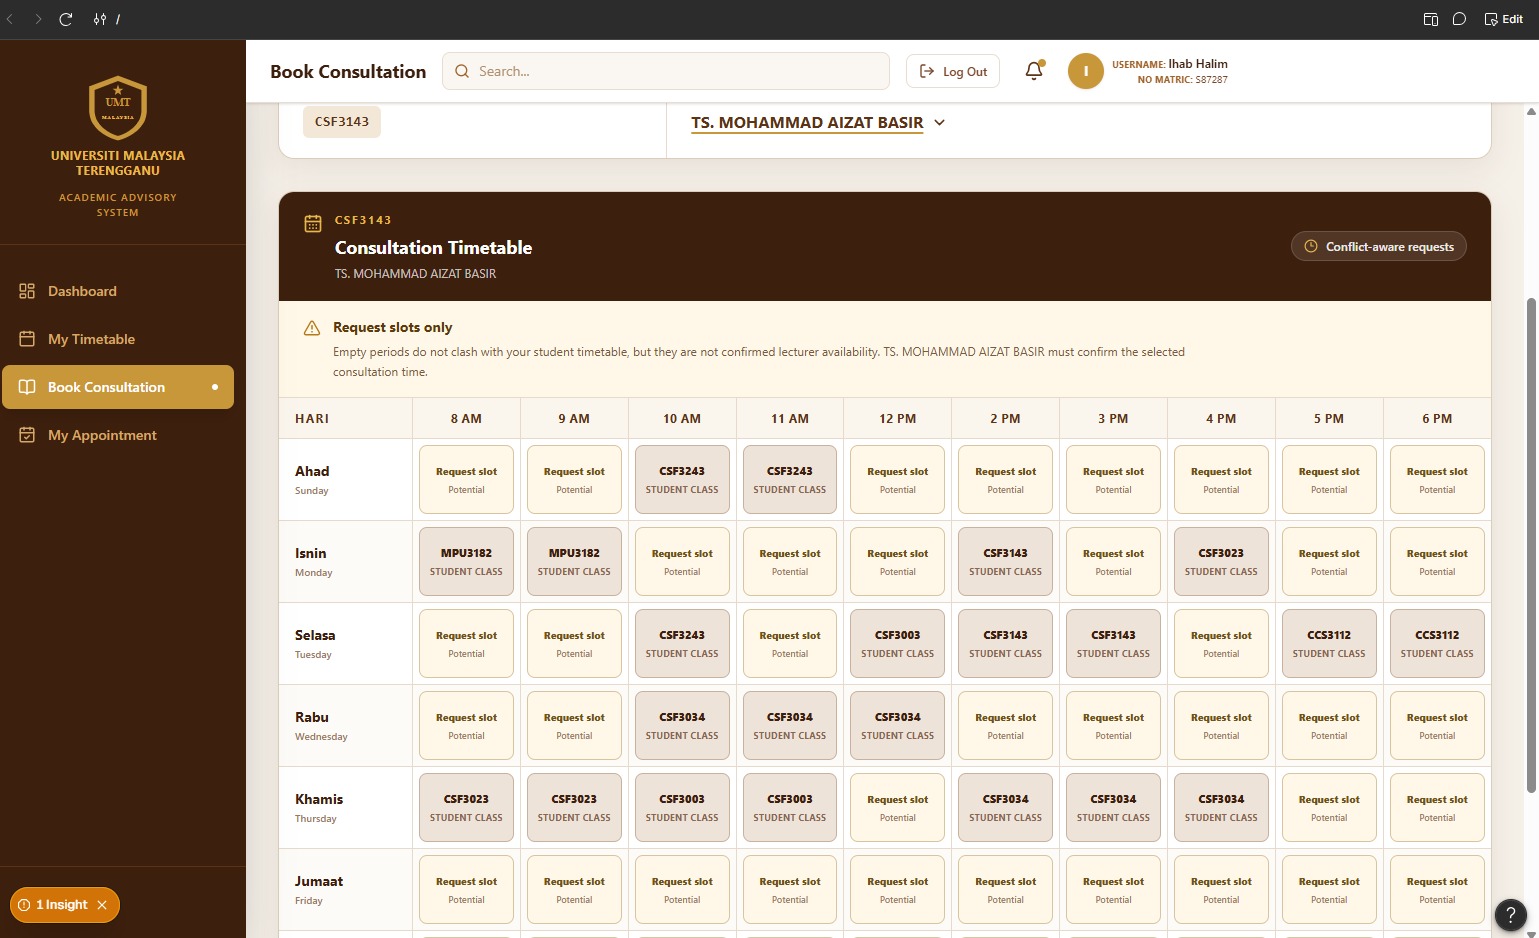 /
Edit
UMT
MALAYSIA
UNIVERSITI MALAYSIA
TERENGGANU
ACADEMIC ADVISORY
SYSTEM
Dashboard
My Timetable
Book Consultation
My Appointment
1 Insight
Book Consultation
Search...
Log Out
I
USERNAME: Ihab Halim
NO MATRIC: S87287
CSF3143
TS. MOHAMMAD AIZAT BASIR
CSF3143
Consultation Timetable
TS. MOHAMMAD AIZAT BASIR
Conflict-aware requests
Request slots only
Empty periods do not clash with your student timetable, but they are not confirmed lecturer availability. TS. MOHAMMAD AIZAT BASIR must confirm the selected
consultation time.
HARI 8 AM 9 AM 10 AM 11 AM 12 PM 2 PM 3 PM 4 PM 5 PM 6 PM
Ahad Request slot Request slot CSF3243 CSF3243 Request slot Request slot Request slot Request slot Request slot Request slot
Sunday Potential Potential STUDENT CLASS STUDENT CLASS Potential Potential Potential Potential Potential Potential
Isnin MPU3182 MPU3182 Request slot Request slot Request slot CSF3143 Request slot CSF3023 Request slot Request slot
Monday STUDENT CLASS STUDENT CLASS Potential Potential Potential STUDENT CLASS Potential STUDENT CLASS Potential Potential
Selasa Request slot Request slot CSF3243 Request slot CSF3003 CSF3143 CSF3143 Request slot CCS3112 CCS3112
Tuesday Potential Potential STUDENT CLASS Potential STUDENT CLASS STUDENT CLASS STUDENT CLASS Potential STUDENT CLASS STUDENT CLASS
Rabu Request slot Request slot CSF3034 CSF3034 CSF3034 Request slot Request slot Request slot Request slot Request slot
Wednesday Potential Potential STUDENT CLASS STUDENT CLASS STUDENT CLASS Potential Potential Potential Potential Potential
Khamis CSF3023 CSF3023 CSF3003 CSF3003 Request slot CSF3034 CSF3034 CSF3034 Request slot Request slot
Thursday STUDENT CLASS STUDENT CLASS STUDENT CLASS STUDENT CLASS Potential STUDENT CLASS STUDENT CLASS STUDENT CLASS Potential Potential
Jumaat Request slot Request slot Request slot Request slot Request slot Request slot Request slot Request slot Request slot Request slot
Friday Potential Potential Potential Potential Potential Potential Potential Potential Potential Potential
?